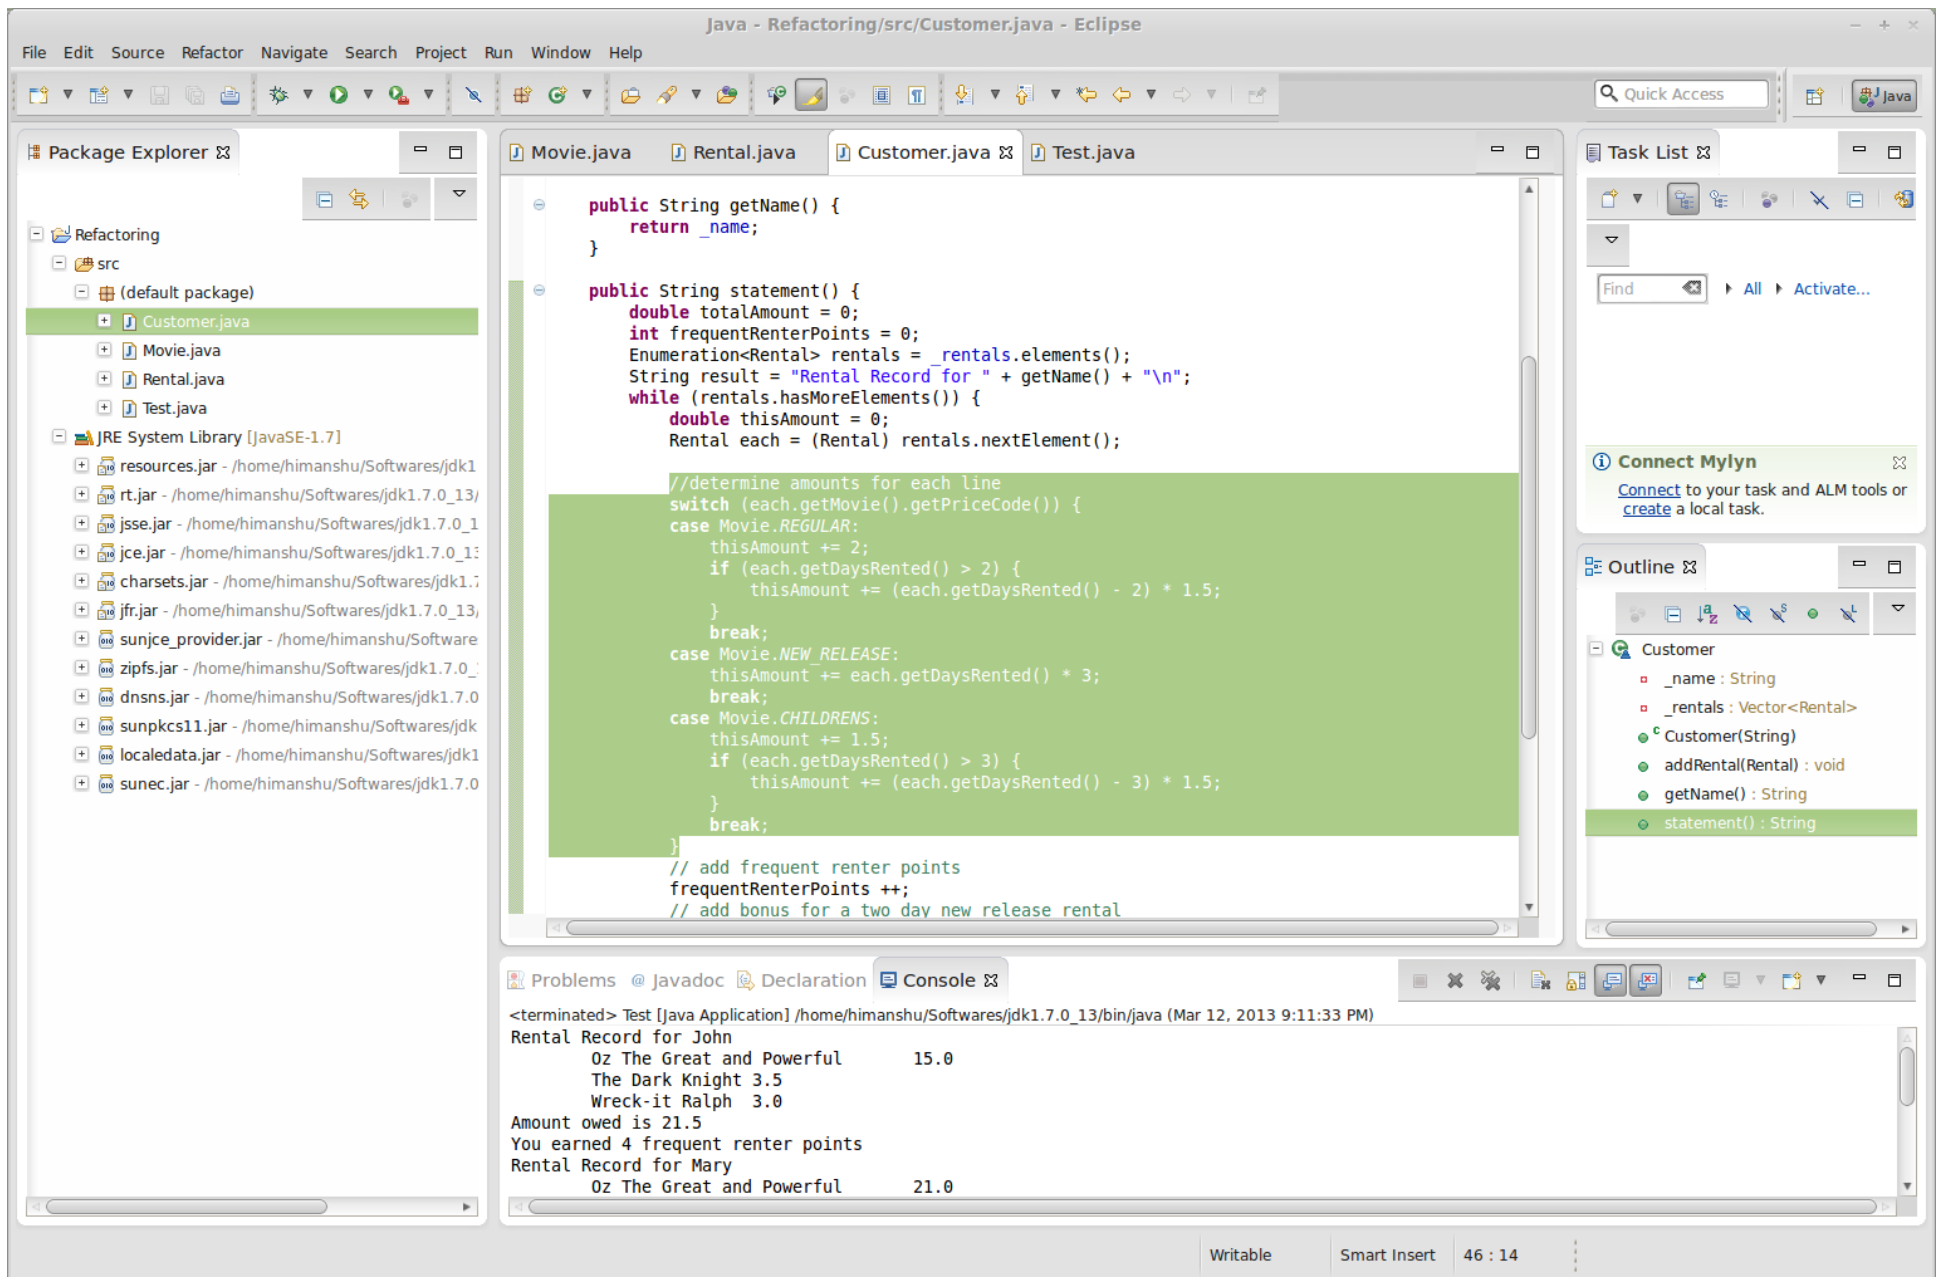 Java - Refactoring/src/Customer.java - Eclipse
File Edit Source Refactor Navigate Search Project Run Window Help
Quick Access
Java
Package Explorer
Refactoring
src
(default package)
Customer.java
Movie.java
Rental.java
Test.java
JRE System Library [JavaSE-1.7]
resources.jar - /home/himanshu/Softwares/jdk1
rt.jar - /home/himanshu/Softwares/jdk1.7.0_13/
jsse.jar - /home/himanshu/Softwares/jdk1.7.0_1
jce.jar - /home/himanshu/Softwares/jdk1.7.0_13
charsets.jar - /home/himanshu/Softwares/jdk1.7
jfr.jar - /home/himanshu/Softwares/jdk1.7.0_13/
sunjce_provider.jar - /home/himanshu/Software
zipfs.jar - /home/himanshu/Softwares/jdk1.7.0_
dnsns.jar - /home/himanshu/Softwares/jdk1.7.0
sunpkcs11.jar - /home/himanshu/Softwares/jdk
localedata.jar - /home/himanshu/Softwares/jdk1
sunec.jar - /home/himanshu/Softwares/jdk1.7.0
Movie.java Rental.java Customer.java Test.java
public String getName() {
return _name;
}
public String statement() {
double totalAmount = 0;
int frequentRenterPoints = 0;
Enumeration<Rental> rentals = _rentals.elements();
String result = "Rental Record for " + getName() + "\n";
while (rentals.hasMoreElements()) {
double thisAmount = 0;
Rental each = (Rental) rentals.nextElement();
//determine amounts for each line
switch (each.getMovie().getPriceCode()) {
case Movie.REGULAR:
thisAmount += 2;
if (each.getDaysRented() > 2) {
thisAmount += (each.getDaysRented() - 2) * 1.5;
}
break;
case Movie.NEW_RELEASE:
thisAmount += each.getDaysRented() * 3;
break;
case Movie.CHILDRENS:
thisAmount += 1.5;
if (each.getDaysRented() > 3) {
thisAmount += (each.getDaysRented() - 3) * 1.5;
}
break;
}
// add frequent renter points
frequentRenterPoints ++;
// add bonus for a two day new release rental
Task List
Find All Activate...
Connect Mylyn
Connect to your task and ALM tools or
create a local task.
Outline
Customer
_name : String
_rentals : Vector<Rental>
Customer(String)
addRental(Rental) : void
getName() : String
statement() : String
Problems @ Javadoc Declaration Console
<terminated> Test [Java Application] /home/himanshu/Softwares/jdk1.7.0_13/bin/java (Mar 12, 2013 9:11:33 PM)
Rental Record for John
Oz The Great and Powerful 15.0
The Dark Knight 3.5
Wreck-it Ralph 3.0
Amount owed is 21.5
You earned 4 frequent renter points
Rental Record for Mary
Oz The Great and Powerful 21.0
Writable Smart Insert 46 : 14